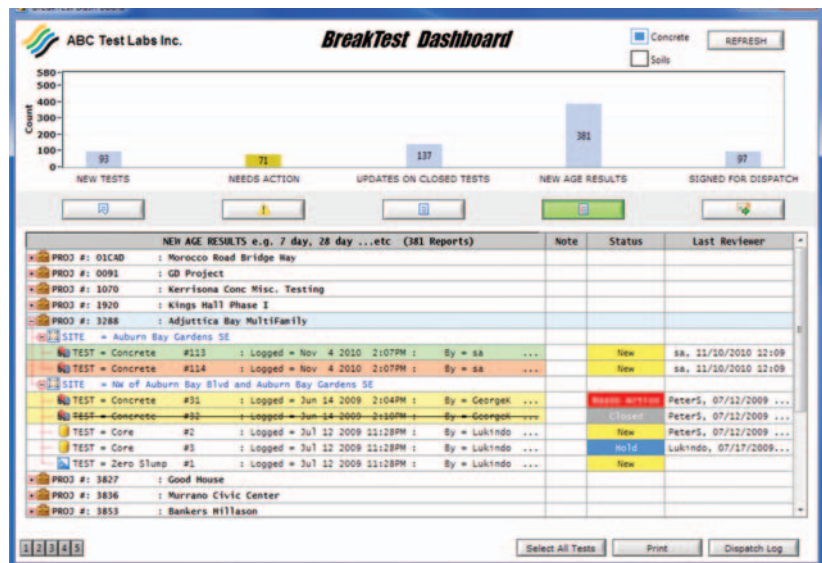 ABC Test Labs Inc.
BreakTest Dashboard
Concrete
Soils
REFRESH
Count
580
500
400
300
200
100
0
93
71
137
381
97
NEW TESTS
NEEDS ACTION
UPDATES ON CLOSED TESTS
NEW AGE RESULTS
SIGNED FOR DISPATCH
NEW AGE RESULTS e.g. 7 day, 28 day ...etc (381 Reports) Note Status Last Reviewer
PROJ #: 01CAD : Morocco Road Bridge Way
PROJ #: 0091 : GD Project
PROJ #: 1070 : Kerrisona Conc Misc. Testing
PROJ #: 1920 : Kings Hall Phase I
PROJ #: 3288 : Adjuttica Bay MultiFamily
SITE = Auburn Bay Gardens SE
TEST = Concrete #113 : Logged = Nov 4 2010 2:07PM : By = sa ... New sa, 11/10/2010 12:09
TEST = Concrete #114 : Logged = Nov 4 2010 2:07PM : By = sa ... New sa, 11/10/2010 12:09
SITE = NW of Auburn Bay Blvd and Auburn Bay Gardens SE
TEST = Concrete #31 : Logged = Jun 14 2009 2:04PM : By = GeorgeK ... Needs Action PeterS, 07/12/2009 ...
TEST = Concrete #32 : Logged = Jun 14 2009 2:10PM : By = GeorgeK ... Closed PeterS, 07/12/2009 ...
TEST = Core #2 : Logged = Jul 12 2009 11:28PM : By = Lukindo ... New PeterS, 07/12/2009 ...
TEST = Core #3 : Logged = Jul 12 2009 11:28PM : By = Lukindo ... Hold Lukindo, 07/17/2009...
TEST = Zero Slump #1 : Logged = Jul 12 2009 11:28PM : By = Lukindo ... New
PROJ #: 3827 : Good House
PROJ #: 3836 : Murrano Civic Center
PROJ #: 3853 : Bankers Hillason
1 2 3 4 5
Select All Tests
Print
Dispatch Log